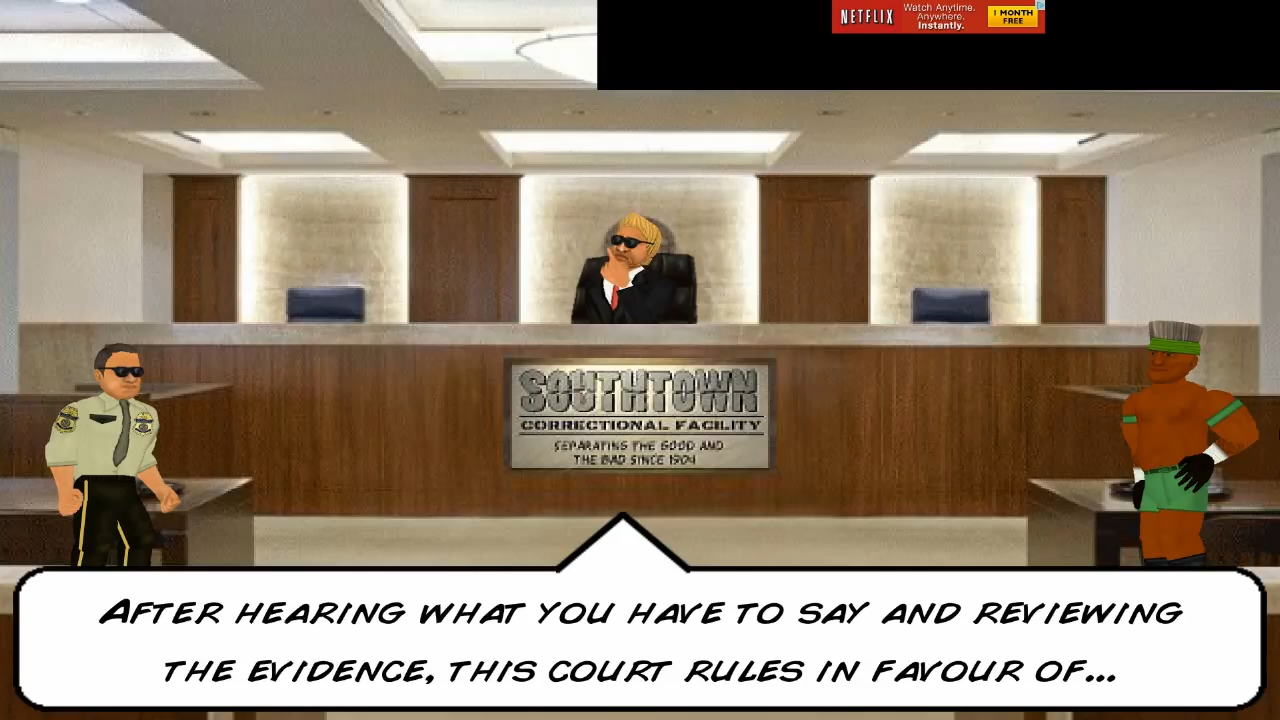 NETFLIX
Watch Anytime.
Anywhere.
Instantly.
1 MONTH
FREE
SOUTHTOWN
CORRECTIONAL FACILITY
SEPARATING THE GOOD AND
THE BAD SINCE 1904
AFTER HEARING WHAT YOU HAVE TO SAY AND REVIEWING
THE EVIDENCE, THIS COURT RULES IN FAVOUR OF...